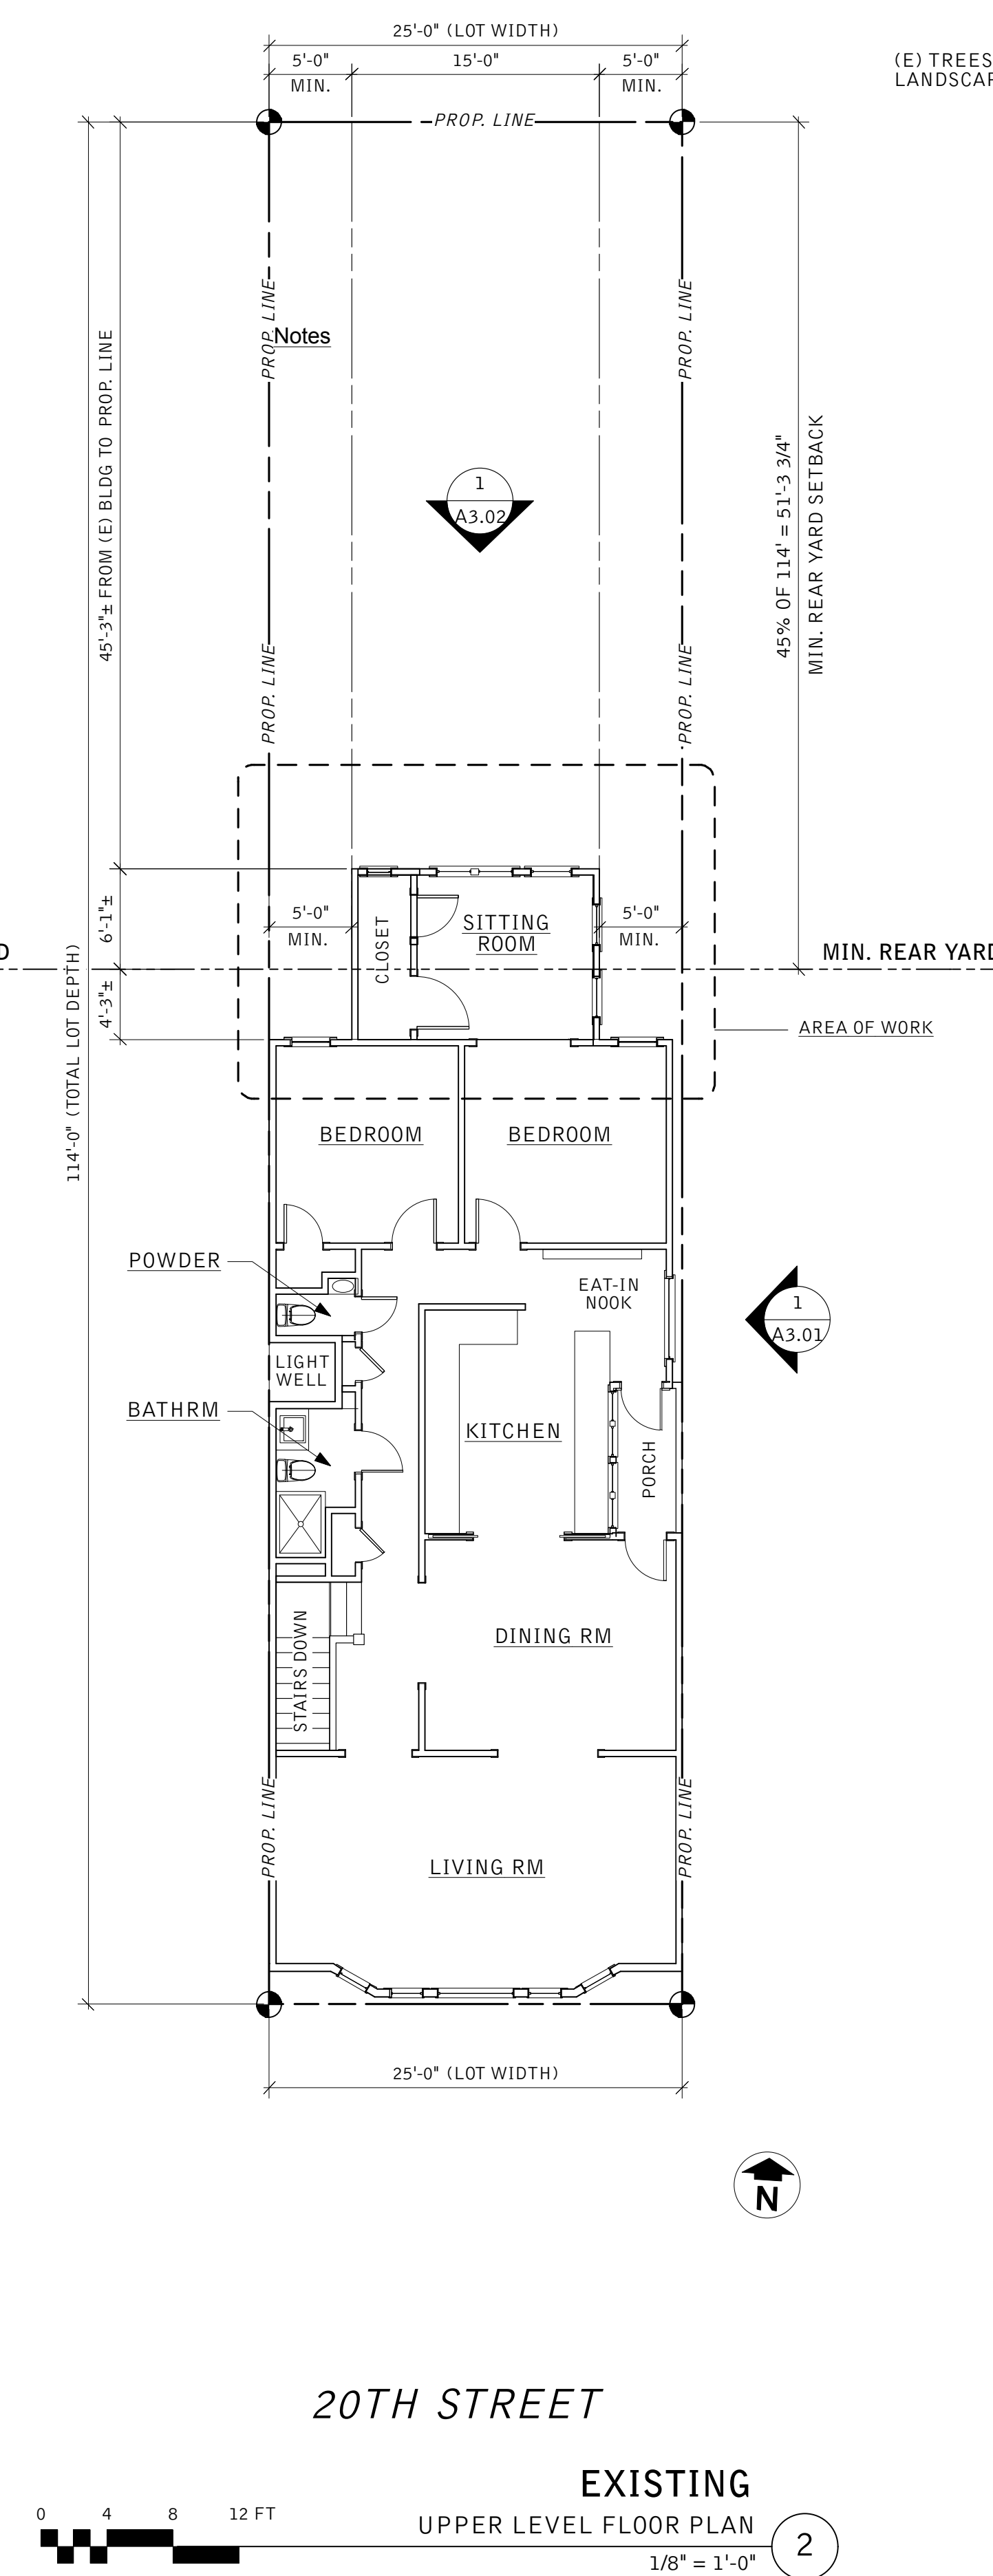 25'-0" (LOT WIDTH)
5'-0"
15'-0"
5'-0"
MIN.
MIN.
(E) TREES
PROP. LINE
PROP. LINE
PROP. LINE
Notes
45'-3"± FROM (E) BLDG TO PROP. LINE
1
A3.02
45% OF 114' = 51'-3 3/4"
MIN. REAR YARD SETBACK
PROP. LINE
PROP. LINE
6'-1"±
5'-0"
MIN.
CLOSET
SITTING
ROOM
5'-0"
MIN.
MIN. REAR YARD
4'-3"±
114'-0" (TOTAL LOT DEPTH)
AREA OF WORK
BEDROOM
BEDROOM
POWDER
EAT-IN
NOOK
1
A3.01
LIGHT
WELL
BATHRM
KITCHEN
PORCH
STAIRS DOWN
DINING RM
PROP. LINE
PROP. LINE
LIVING RM
25'-0" (LOT WIDTH)
N
20TH STREET
EXISTING
0 4 8 12 FT
UPPER LEVEL FLOOR PLAN
2
1/8" = 1'-0"